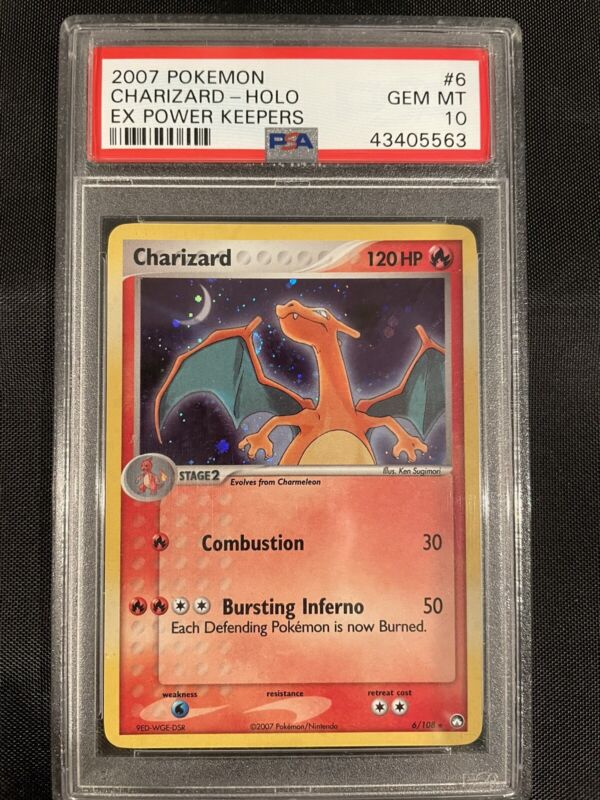 2007 POKEMON #6
CHARIZARD - HOLO GEM MT
EX POWER KEEPERS 10
PSA 43405563
Charizard 120 HP
Illus. Ken Sugimori
STAGE 2 Evolves from Charmeleon
Combustion 30
Bursting Inferno 50
Each Defending Pokémon is now Burned.
weakness resistance retreat cost
9ED-WGE-DSR ©2007 Pokémon/Nintendo 6/108